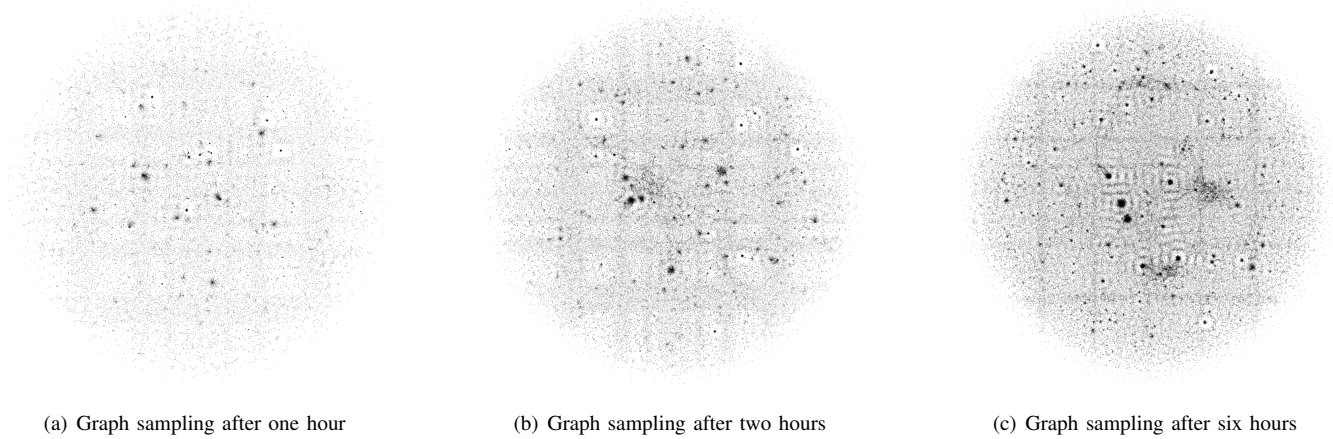 (a) Graph sampling after one hour
(b) Graph sampling after two hours
(c) Graph sampling after six hours